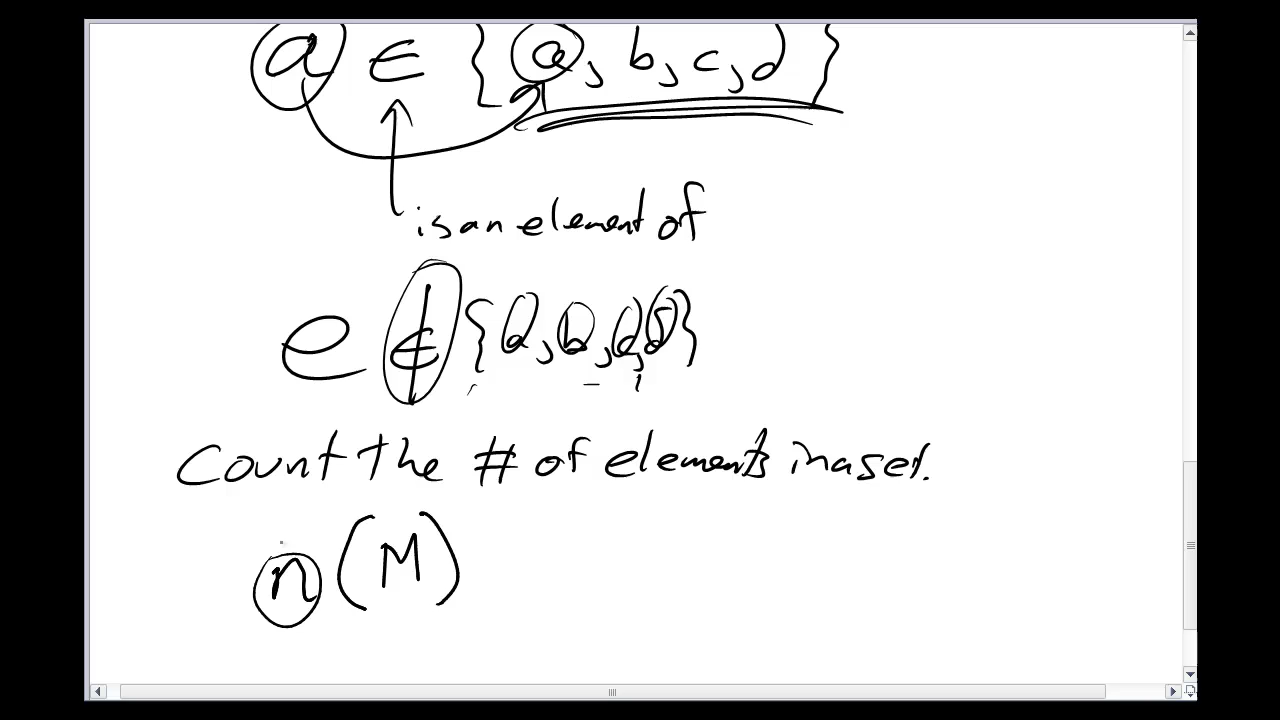 a ∈ {a, b, c, d}
is an element of
e ∉ {a, b, c, d}
Count the # of elements in a set.
n (M)